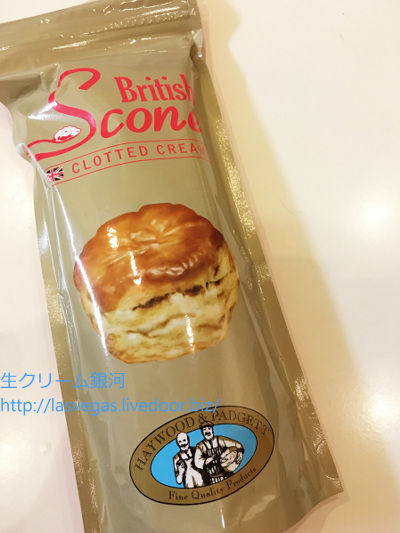 British
Scone
CLOTTED CREAM
生クリーム銀河
http://lasvegas.livedoor.biz/
HAYWOOD & PADGETT
Fine Quality Products